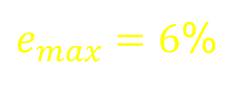 e_max = 6%